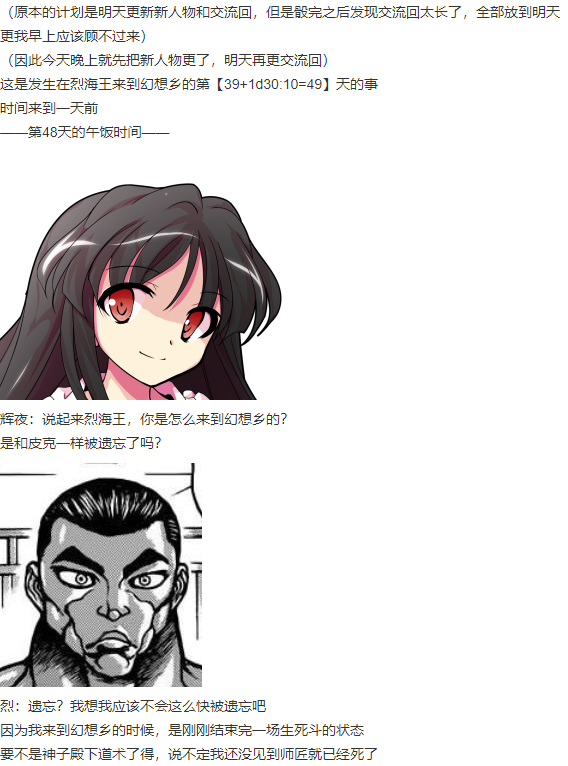 （原本的计划是明天更新新人物和交流回，但是骰完之后发现交流回太长了，全部放到明天
更我早上应该顾不过来）
（因此今天晚上就先把新人物更了，明天再更交流回）
这是发生在烈海王来到幻想乡的第【39+1d30:10=49】天的事
时间来到一天前
——第48天的午饭时间——
辉夜：说起来烈海王，你是怎么来到幻想乡的？
是和皮克一样被遗忘了吗？
烈：遗忘？我想我应该不会这么快被遗忘吧
因为我来到幻想乡的时候，是刚刚结束完一场生死斗的状态
要不是神子殿下道术了得，说不定我还没见到师匠就已经死了